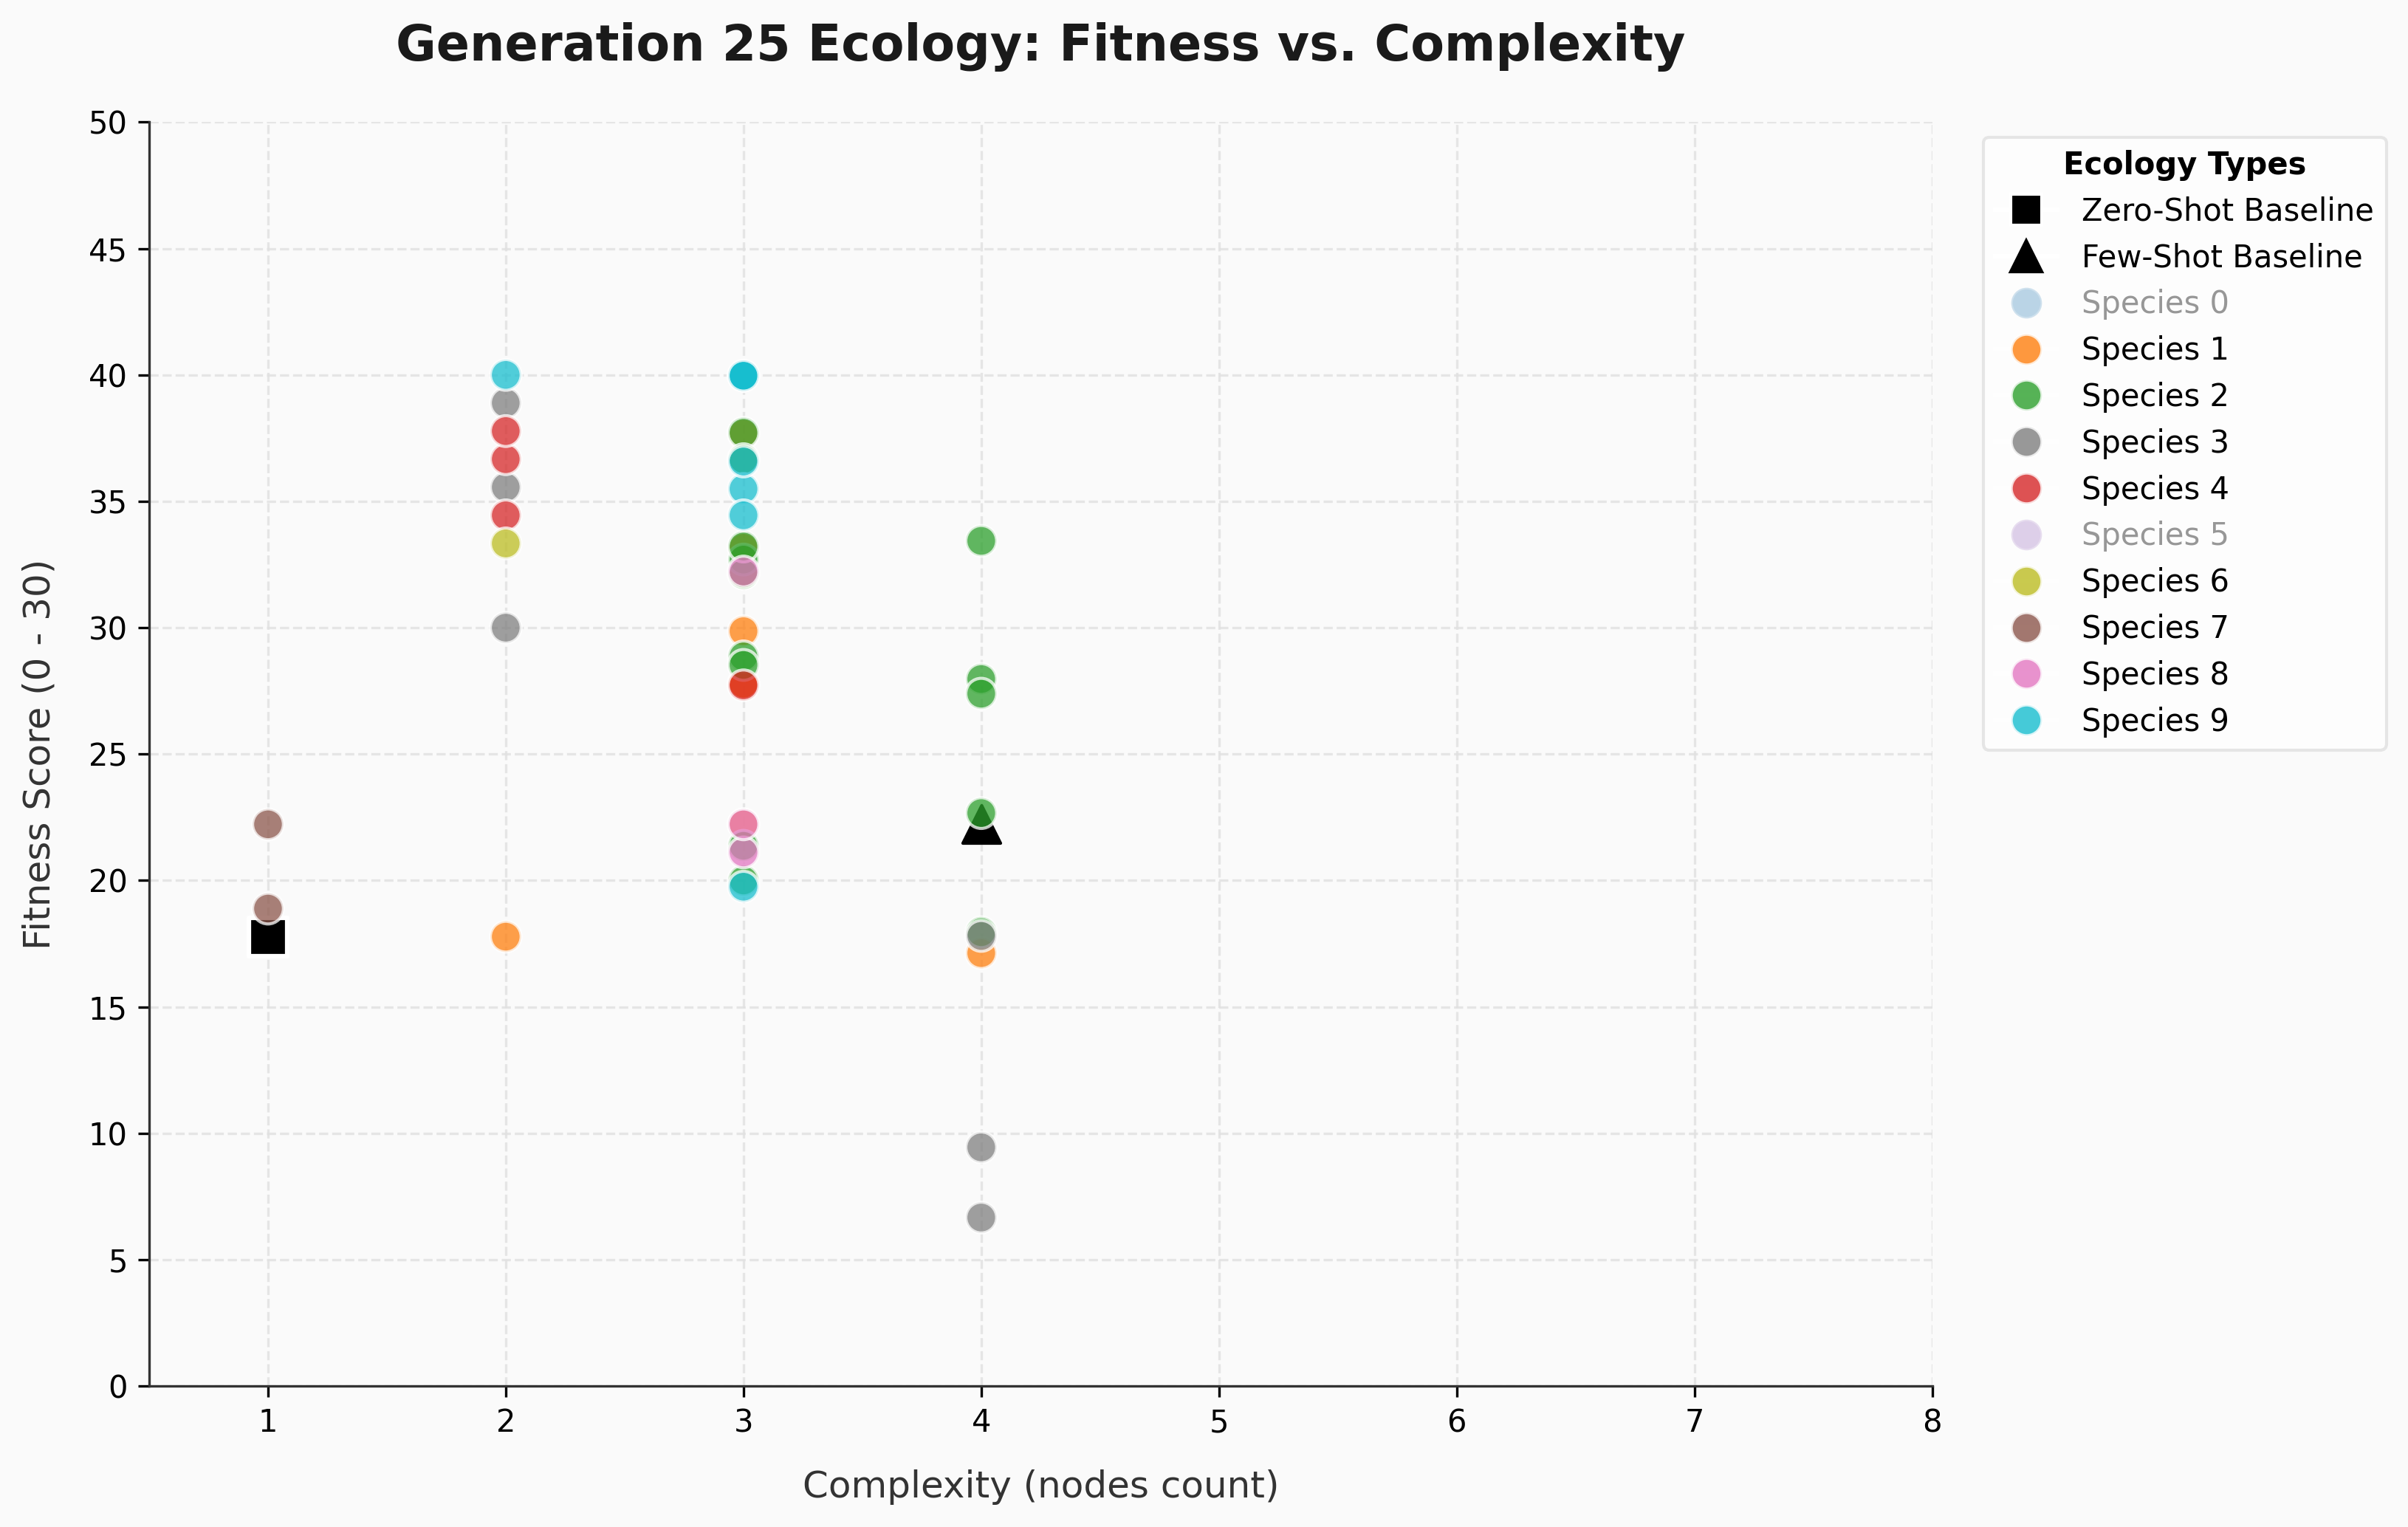 Generation 25 Ecology: Fitness vs. Complexity
50
45
40
35
30
25
20
15
10
5
0
Fitness Score (0 - 30)
1 2 3 4 5 6 7 8
Complexity (nodes count)
Ecology Types
Zero-Shot Baseline
Few-Shot Baseline
Species 0
Species 1
Species 2
Species 3
Species 4
Species 5
Species 6
Species 7
Species 8
Species 9